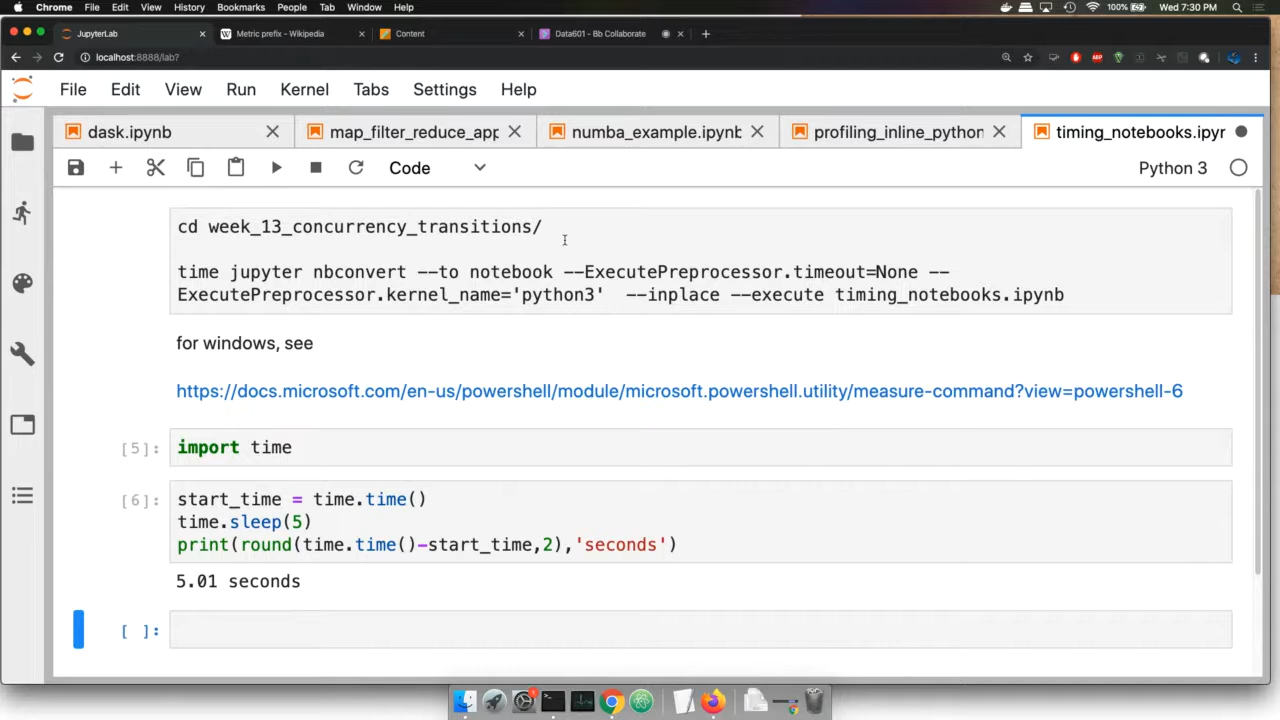 Chrome File Edit View History Bookmarks People Tab Window Help 100% Wed 7:30 PM
JupyterLab Metric prefix - Wikipedia Content Data601 - Bb Collaborate
localhost:8888/lab?
File Edit View Run Kernel Tabs Settings Help
dask.ipynb map_filter_reduce_app numba_example.ipynb profiling_inline_python timing_notebooks.ipyr
Code Python 3
cd week_13_concurrency_transitions/
time jupyter nbconvert --to notebook --ExecutePreprocessor.timeout=None --
ExecutePreprocessor.kernel_name='python3' --inplace --execute timing_notebooks.ipynb
for windows, see
https://docs.microsoft.com/en-us/powershell/module/microsoft.powershell.utility/measure-command?view=powershell-6
[5]: import time
[6]: start_time = time.time()
time.sleep(5)
print(round(time.time()-start_time,2),'seconds')
5.01 seconds
[ ]: